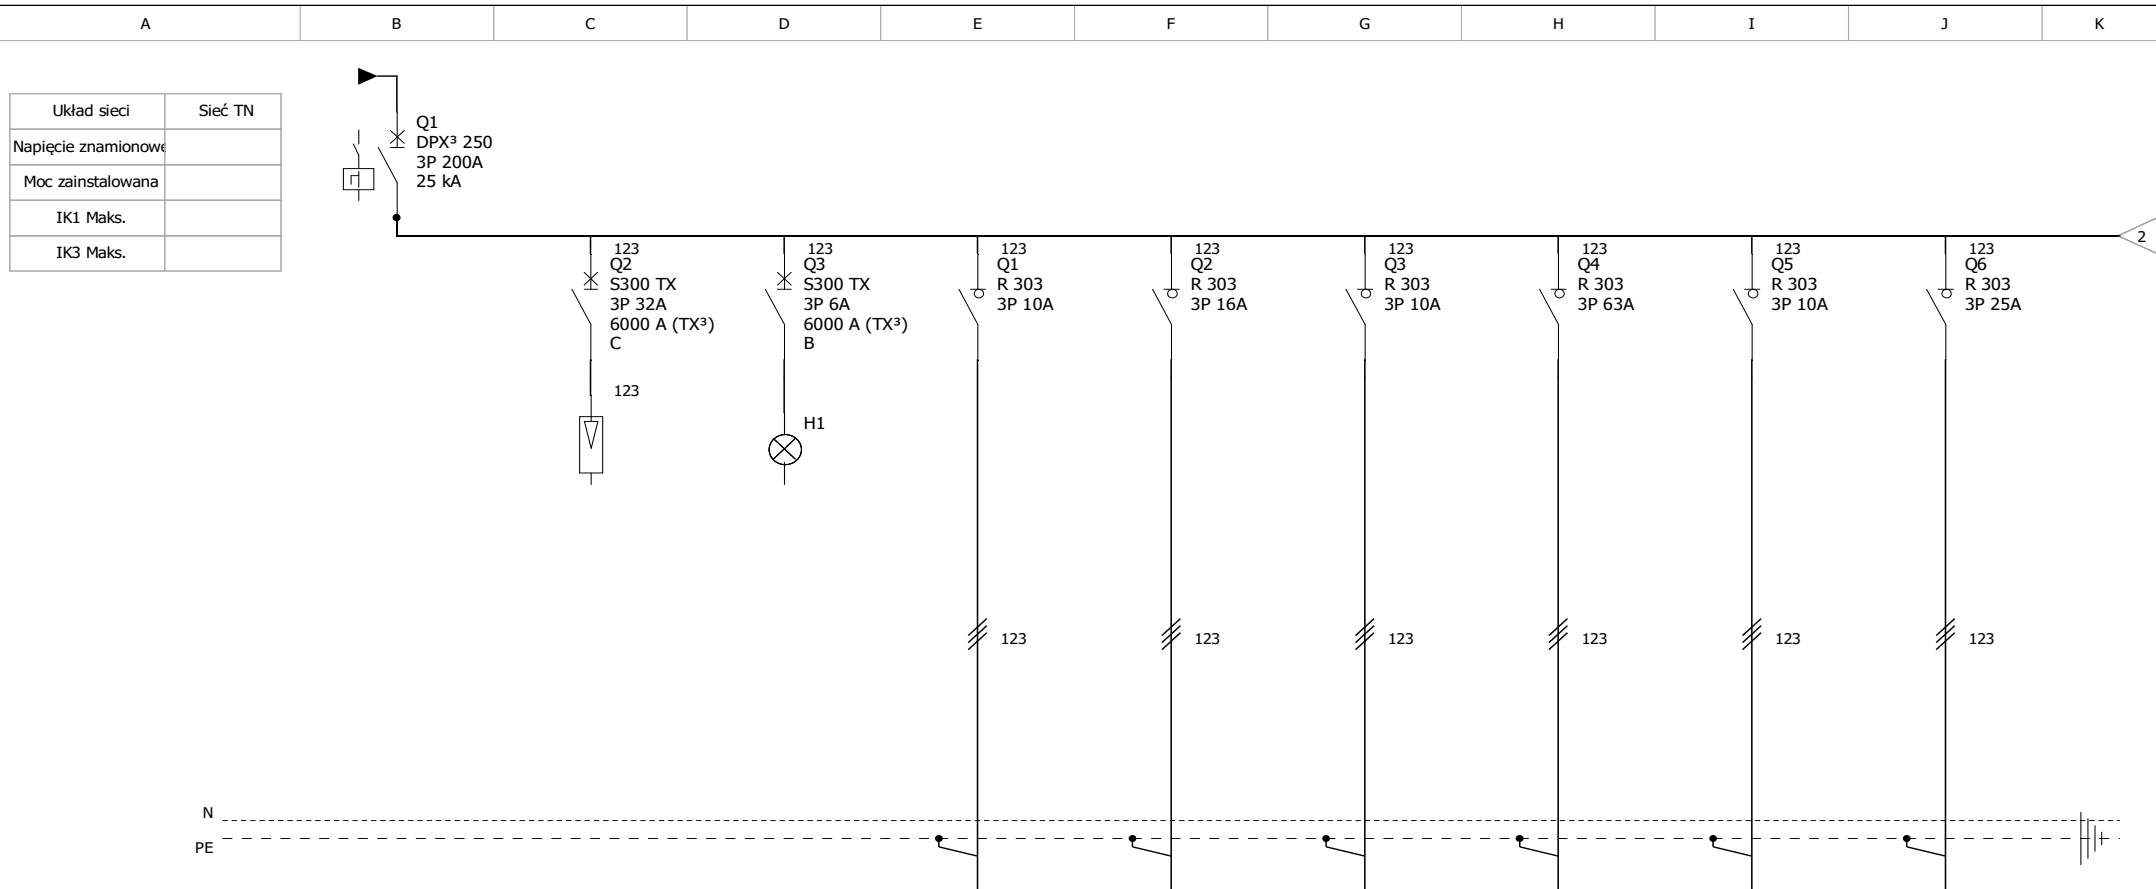 A B C D E F G H I J K
Układ sieci Sieć TN
Napięcie znamionowe
Moc zainstalowana
IK1 Maks.
IK3 Maks.
Q1
DPX³ 250
3P 200A
25 kA
2
123
Q2
S300 TX
3P 32A
6000 A (TX³)
C
123
123
Q3
S300 TX
3P 6A
6000 A (TX³)
B
H1
123
Q1
R 303
3P 10A
123
Q2
R 303
3P 16A
123
Q3
R 303
3P 10A
123
Q4
R 303
3P 63A
123
Q5
R 303
3P 10A
123
Q6
R 303
3P 25A
123 123 123 123 123 123
N
PE